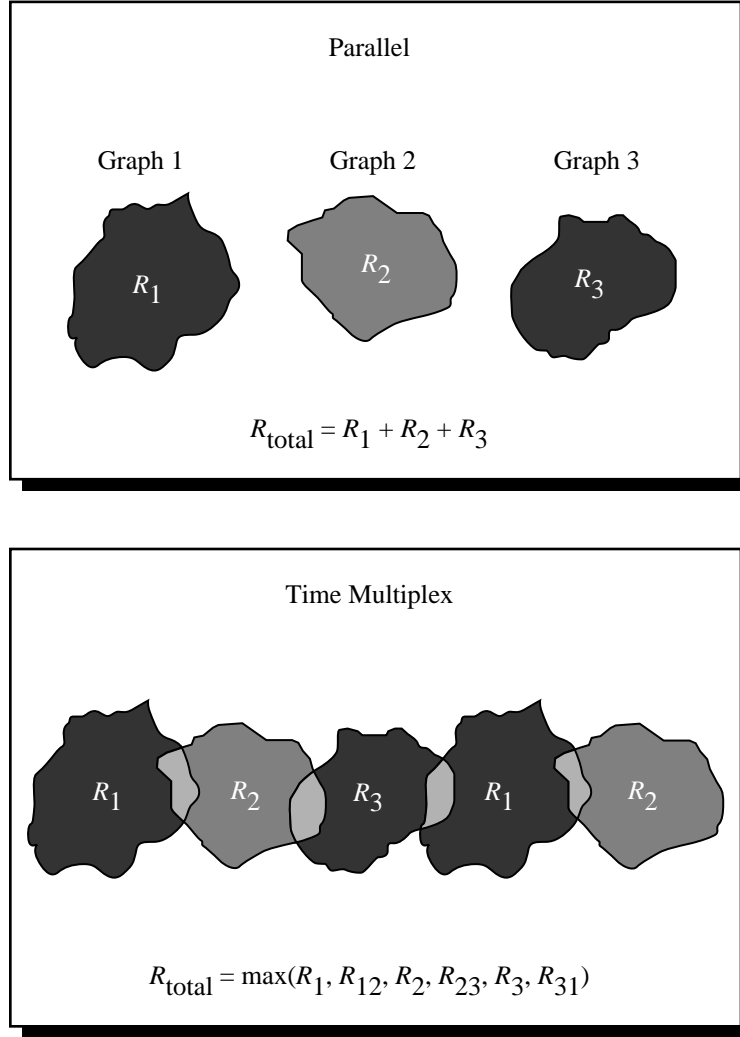 Parallel
Graph 1 Graph 2 Graph 3
R1 R2 R3
Rtotal = R1 + R2 + R3
Time Multiplex
R1 R2 R3 R1 R2
Rtotal = max(R1, R12, R2, R23, R3, R31)